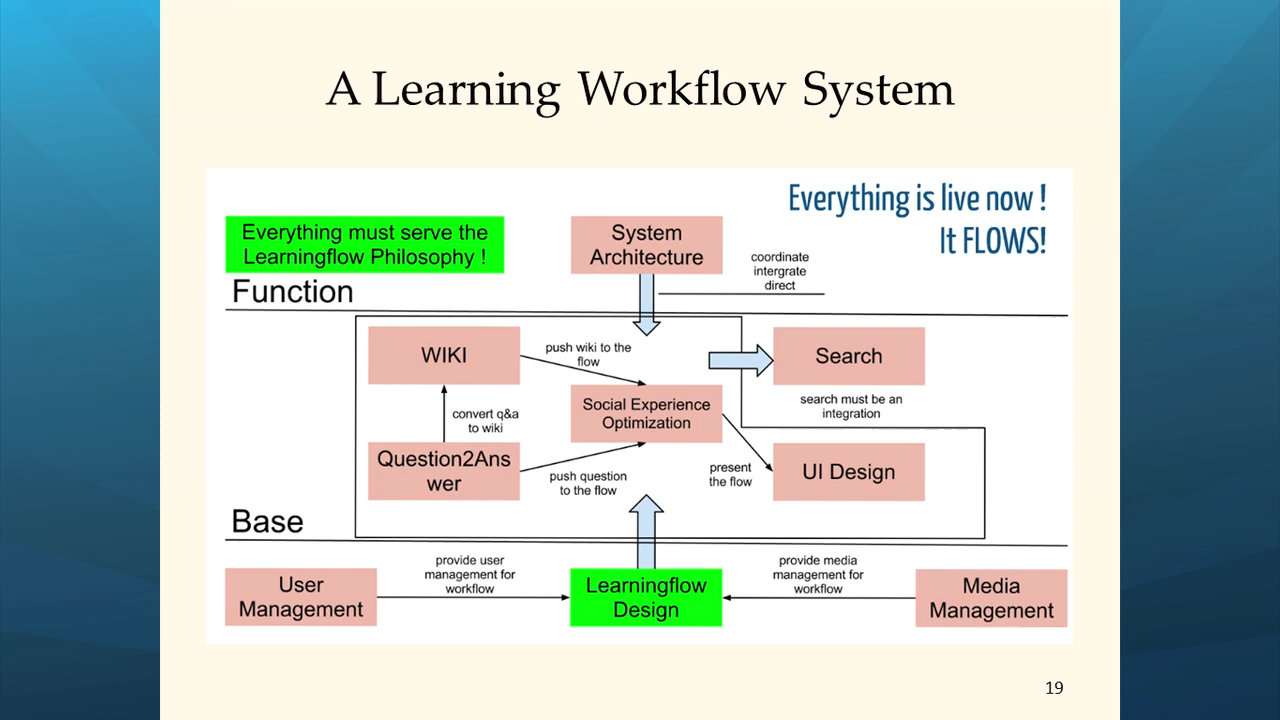 A Learning Workflow System
Everything is live now !
It FLOWS!
Everything must serve the
Learningflow Philosophy !
System
Architecture
coordinate
intergrate
direct
Function
WIKI
push wiki to the
flow
Search
search must be an
integration
Social Experience
Optimization
convert q&a
to wiki
Question2Ans
wer
push question
to the flow
present
the flow
UI Design
Base
provide user
management for
workflow
provide media
management for
workflow
User
Management
Learningflow
Design
Media
Management
19